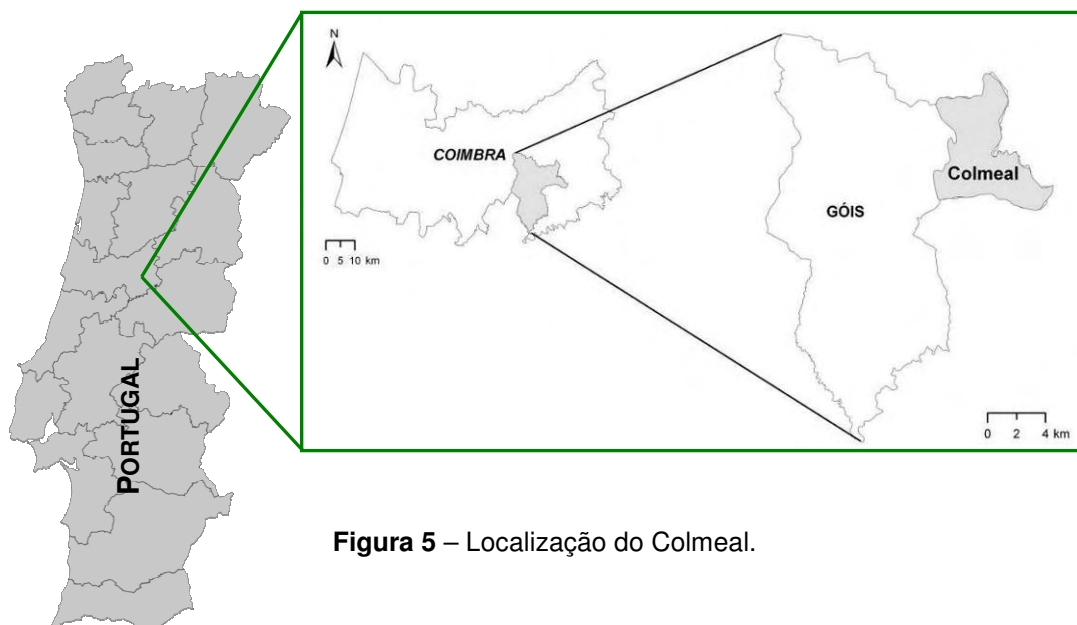 N
COIMBRA
0 5 10 km
GÓIS
Colmeal
0 2 4 km
PORTUGAL
Figura 5 – Localização do Colmeal.